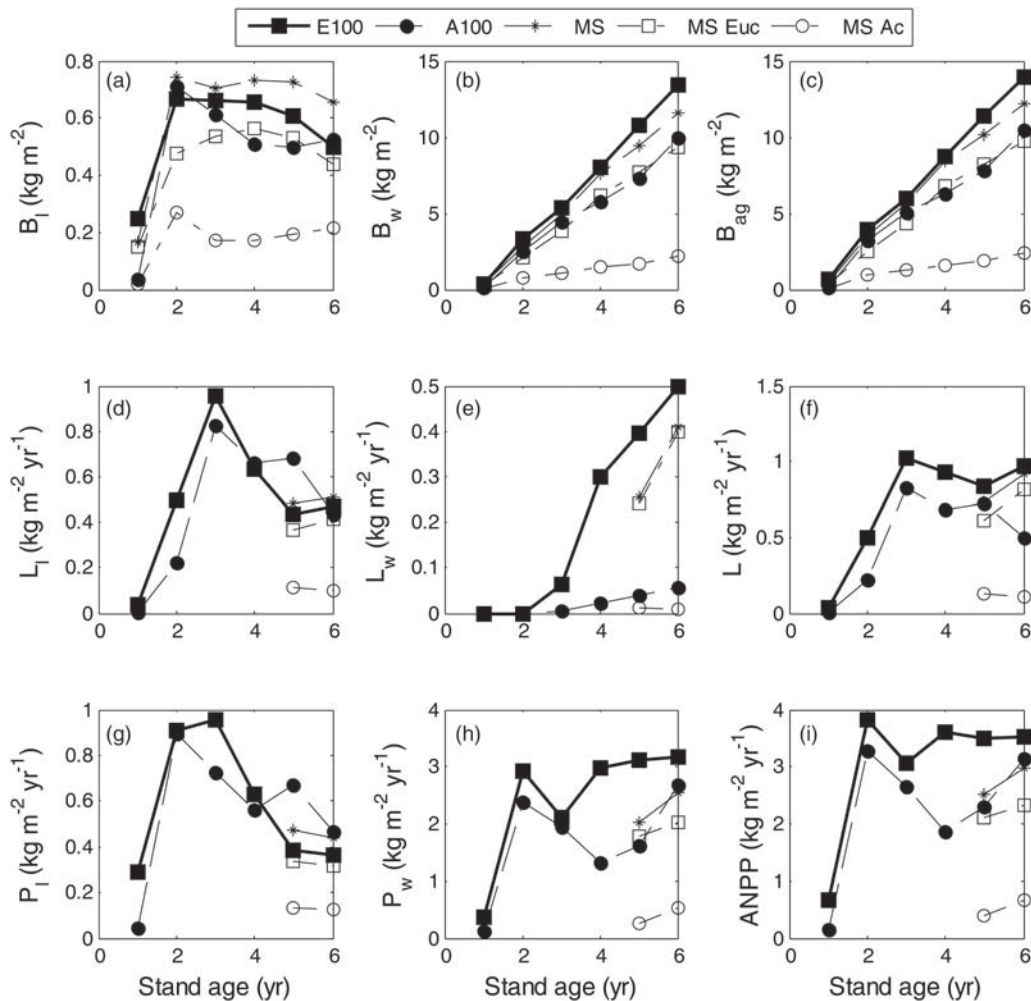 E100 A100 MS MS Euc MS Ac
(a) (b) (c)
B_l (kg m^-2)
0.8
0.6
0.4
0.2
0
0 2 4 6
B_w (kg m^-2)
15
10
5
0
0 2 4 6
B_ag (kg m^-2)
15
10
5
0
0 2 4 6
(d) (e) (f)
L_l (kg m^-2 yr^-1)
1
0.8
0.6
0.4
0.2
0
0 2 4 6
L_w (kg m^-2 yr^-1)
0.5
0.4
0.3
0.2
0.1
0
0 2 4 6
L (kg m^-2 yr^-1)
1.5
1
0.5
0
0 2 4 6
(g) (h) (i)
P_l (kg m^-2 yr^-1)
1
0.8
0.6
0.4
0.2
0
0 2 4 6
Stand age (yr)
P_w (kg m^-2 yr^-1)
4
3
2
1
0
0 2 4 6
Stand age (yr)
ANPP (kg m^-2 yr^-1)
4
3
2
1
0
0 2 4 6
Stand age (yr)